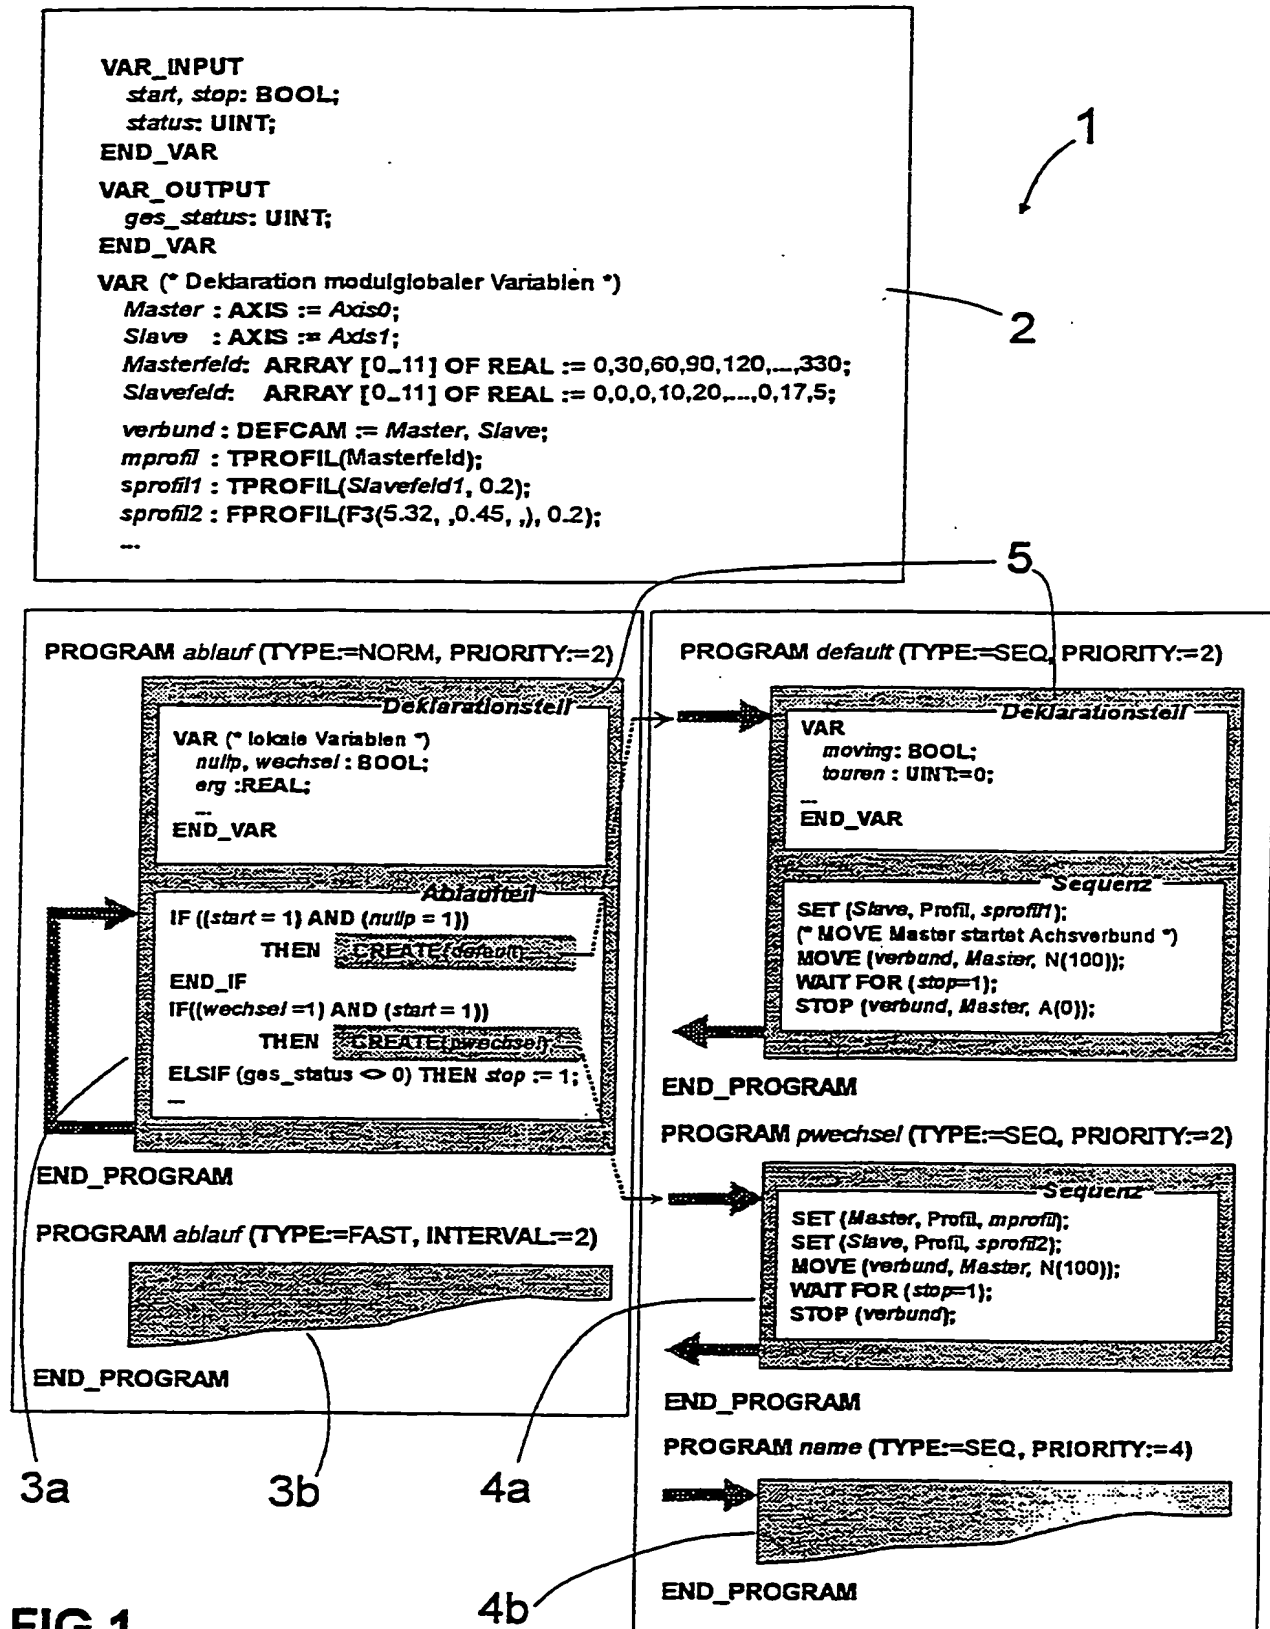 VAR_INPUT
start, stop: BOOL;
status: UINT;
END_VAR
VAR_OUTPUT
ges_status: UINT;
END_VAR
VAR (* Deklaration modulglobaler Variablen *)
Master : AXIS := Axis0;
Slave : AXIS := Axis1;
Masterfeld: ARRAY [0..11] OF REAL := 0,30,60,90,120,...,330;
Slavefeld: ARRAY [0..11] OF REAL := 0,0,0,10,20,...,0,17,5;
verbund : DEFCAM := Master, Slave;
mprofil : TPROFIL(Masterfeld);
sprofil1 : TPROFIL(Slavefeld1, 0.2);
sprofil2 : FPROFIL(F3(5.32, ,0.45, ,), 0.2);
...
1
2
5
PROGRAM ablauf (TYPE:=NORM, PRIORITY:=2)
Deklarationsteil
VAR (* lokale Variablen *)
nullp, wechsel : BOOL;
erg :REAL;
...
END_VAR
Ablaufteil
IF ((start = 1) AND (nullp = 1))
THEN CREATE(default);
END_IF
IF((wechsel =1) AND (start = 1))
THEN CREATE(pwechsel);
ELSIF (ges_status <> 0) THEN stop := 1;
...
END_PROGRAM
PROGRAM ablauf (TYPE:=FAST, INTERVAL:=2)
END_PROGRAM
3a
3b
PROGRAM default (TYPE:=SEQ, PRIORITY:=2)
Deklarationsteil
VAR
moving: BOOL;
touren : UINT:=0;
...
END_VAR
Sequenz
SET (Slave, Profil, sprofil1);
(* MOVE Master startet Achsverbund *)
MOVE (verbund, Master, N(100));
WAIT FOR (stop=1);
STOP (verbund, Master, A(0));
END_PROGRAM
PROGRAM pwechsel (TYPE:=SEQ, PRIORITY:=2)
Sequenz
SET (Master, Profil, mprofil);
SET (Slave, Profil, sprofil2);
MOVE (verbund, Master, N(100));
WAIT FOR (stop=1);
STOP (verbund);
END_PROGRAM
PROGRAM name (TYPE:=SEQ, PRIORITY:=4)
END_PROGRAM
4a
4b
FIG 1